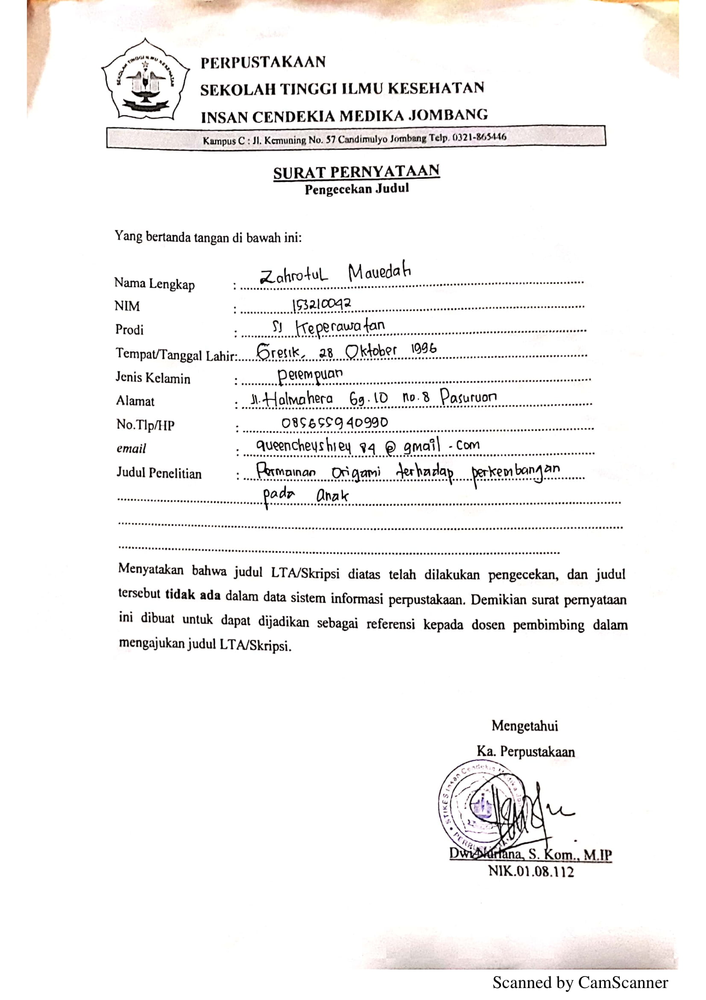 SEKOLAH TINGGI ILMU KESEHATAN
PERPUSTAKAAN
SEKOLAH TINGGI ILMU KESEHATAN
INSAN CENDEKIA MEDIKA JOMBANG
Kampus C : Jl. Kemuning No. 57 Candimulyo Jombang Telp. 0321-865446
SURAT PERNYATAAN
Pengecekan Judul
Yang bertanda tangan di bawah ini:
Nama Lengkap : Zahrotul Mauedah
NIM : 153210042
Prodi : S1 Keperawatan
Tempat/Tanggal Lahir: Gresik, 28 Oktober 1996
Jenis Kelamin : perempuan
Alamat : Jl. Halmahera Gg. 10 no. 8 Pasuruan
No.Tlp/HP : 085655940990
email : queencheyshiey 84 @ gmail . com
Judul Penelitian : Permainan Origami terhadap perkembangan
pada Anak
Menyatakan bahwa judul LTA/Skripsi diatas telah dilakukan pengecekan, dan judul
tersebut tidak ada dalam data sistem informasi perpustakaan. Demikian surat pernyataan
ini dibuat untuk dapat dijadikan sebagai referensi kepada dosen pembimbing dalam
mengajukan judul LTA/Skripsi.
Mengetahui
Ka. Perpustakaan
STIKES Insan Cendekia Medika
Dwi Nuriana, S. Kom., M.IP
NIK.01.08.112
Scanned by CamScanner